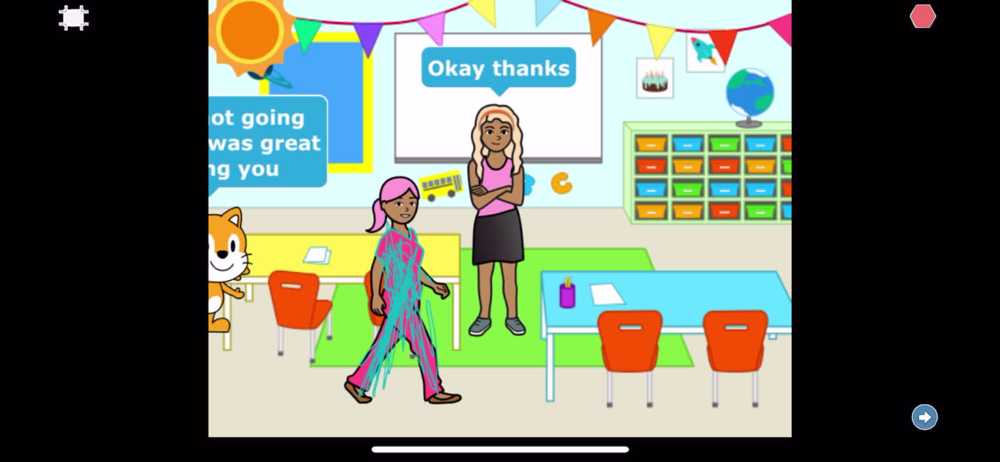 Okay thanks
ot going
was great
ng you
B C